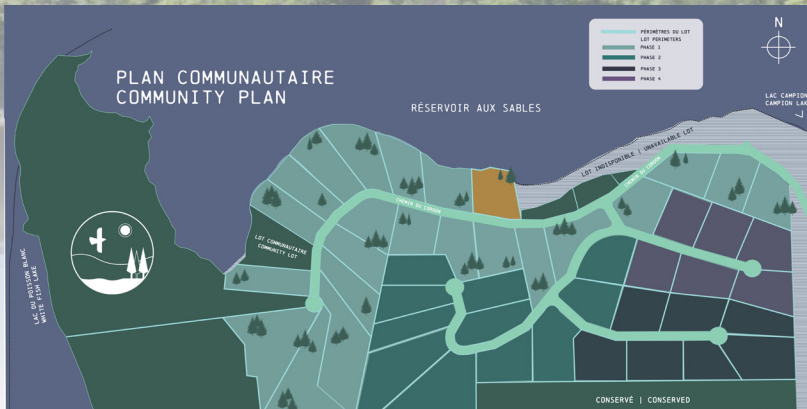 PLAN COMMUNAUTAIRE
COMMUNITY PLAN
PÉRIMÈTRES DU LOT
LOT PERIMETERS
PHASE 1
PHASE 2
PHASE 3
PHASE 4
N
LAC CAMPION
CAMPION LAKE
RÉSERVOIR AUX SABLES
LOT INDISPONIBLE | UNAVAILABLE LOT
CHEMIN DU CORDON
CHEMIN DU CORDON
LOT COMMUNAUTAIRE
COMMUNITY LOT
LAC DU POISSON BLANC
WHITE FISH LAKE
CONSERVÉ | CONSERVED